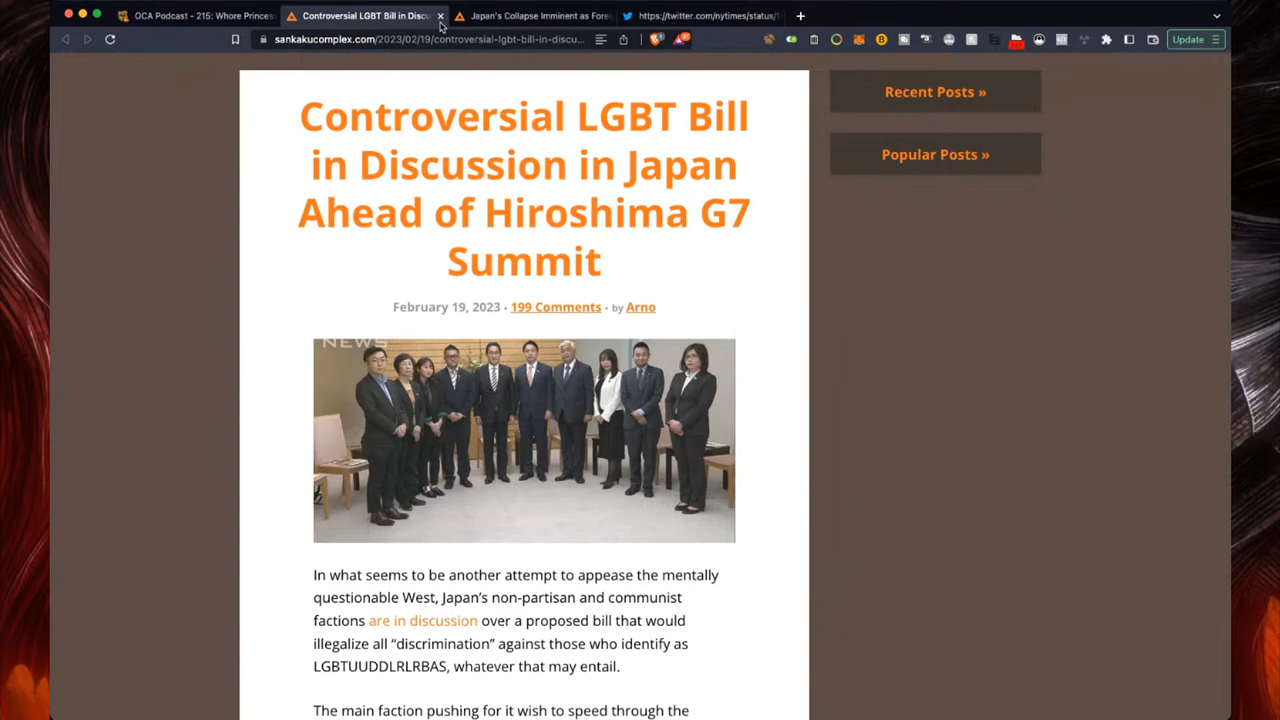 OCA Podcast - 215: Whore Princes
Controversial LGBT Bill in Discu
Japan's Collapse Imminent as Fore
https://twitter.com/nytimes/status/1
sankakucomplex.com/2023/02/19/controversial-lgbt-bill-in-discu...
Update
Controversial LGBT Bill
in Discussion in Japan
Ahead of Hiroshima G7
Summit
February 19, 2023 · 199 Comments · by Arno
Recent Posts »
Popular Posts »
NEWS
In what seems to be another attempt to appease the mentally
questionable West, Japan's non-partisan and communist
factions are in discussion over a proposed bill that would
illegalize all “discrimination” against those who identify as
LGBTUUDDLRLRBAS, whatever that may entail.
The main faction pushing for it wish to speed through the